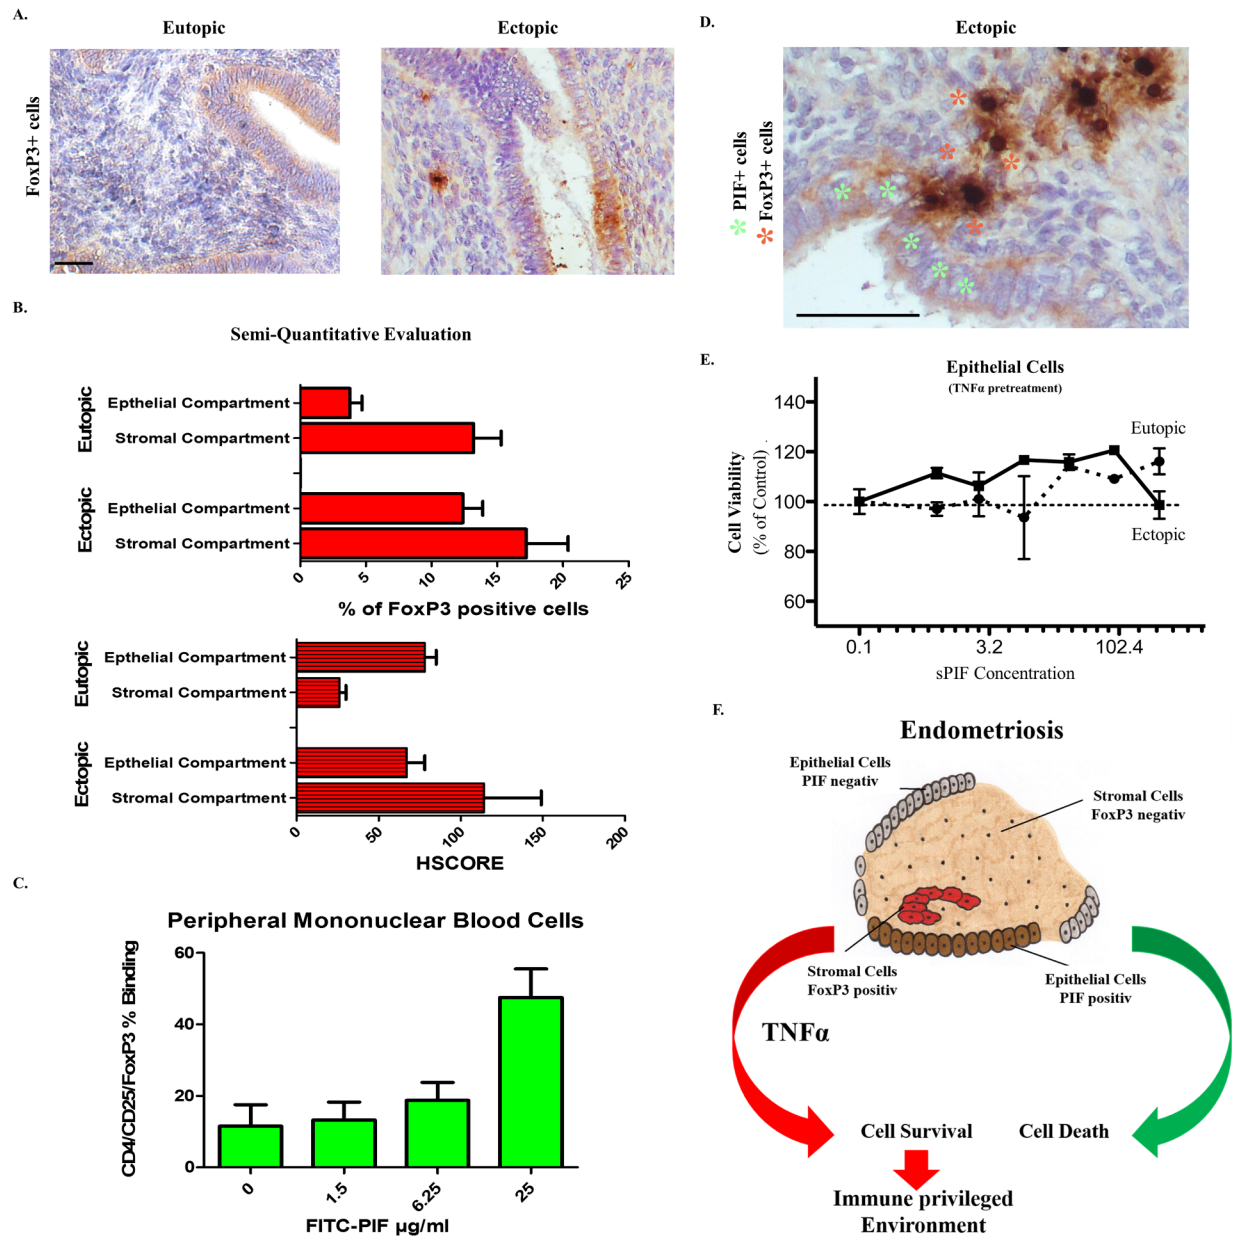 A.
Eutopic
Ectopic
FoxP3+ cells
B.
Semi-Quantitative Evaluation
Eutopic
Epthelial Compartment
Stromal Compartment
Ectopic
Epthelial Compartment
Stromal Compartment
0 5 10 15 20 25
% of FoxP3 positive cells
Eutopic
Epthelial Compartment
Stromal Compartment
Ectopic
Epthelial Compartment
Stromal Compartment
0 50 100 150 200
HSCORE
C.
Peripheral Mononuclear Blood Cells
CD4/CD25/FoxP3 % Binding
60
40
20
0
0 1.5 6.25 25
FITC-PIF µg/ml
D.
Ectopic
* PIF+ cells
* FoxP3+ cells
E.
Epithelial Cells
(TNFα pretreatment)
Cell Viability
(% of Control)
140
120
100
80
60
Eutopic
Ectopic
0.1 3.2 102.4
sPIF Concentration
F.
Endometriosis
Epithelial Cells
PIF negativ
Stromal Cells
FoxP3 negativ
Stromal Cells
FoxP3 positiv
Epithelial Cells
PIF positiv
TNFα
Cell Survival
Cell Death
Immune privileged
Environment